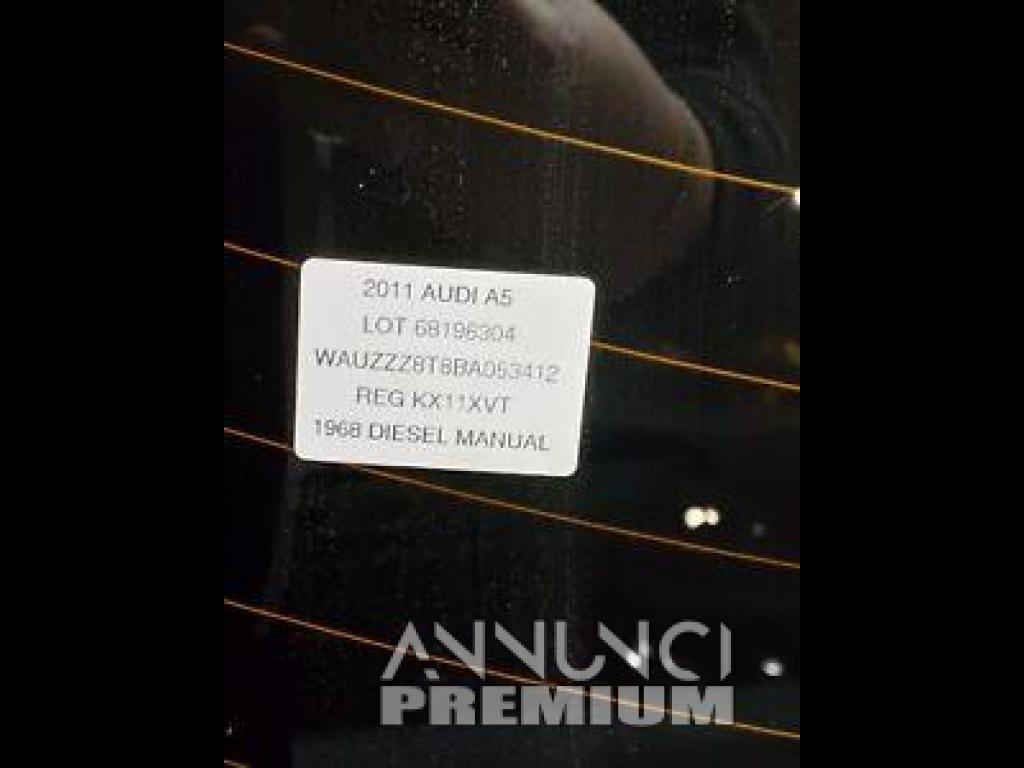 2011 AUDI A5
LOT 68196304
WAUZZZ8T8BA053412
REG KX11XVT
1968 DIESEL MANUAL
ANNUNCI
PREMIUM